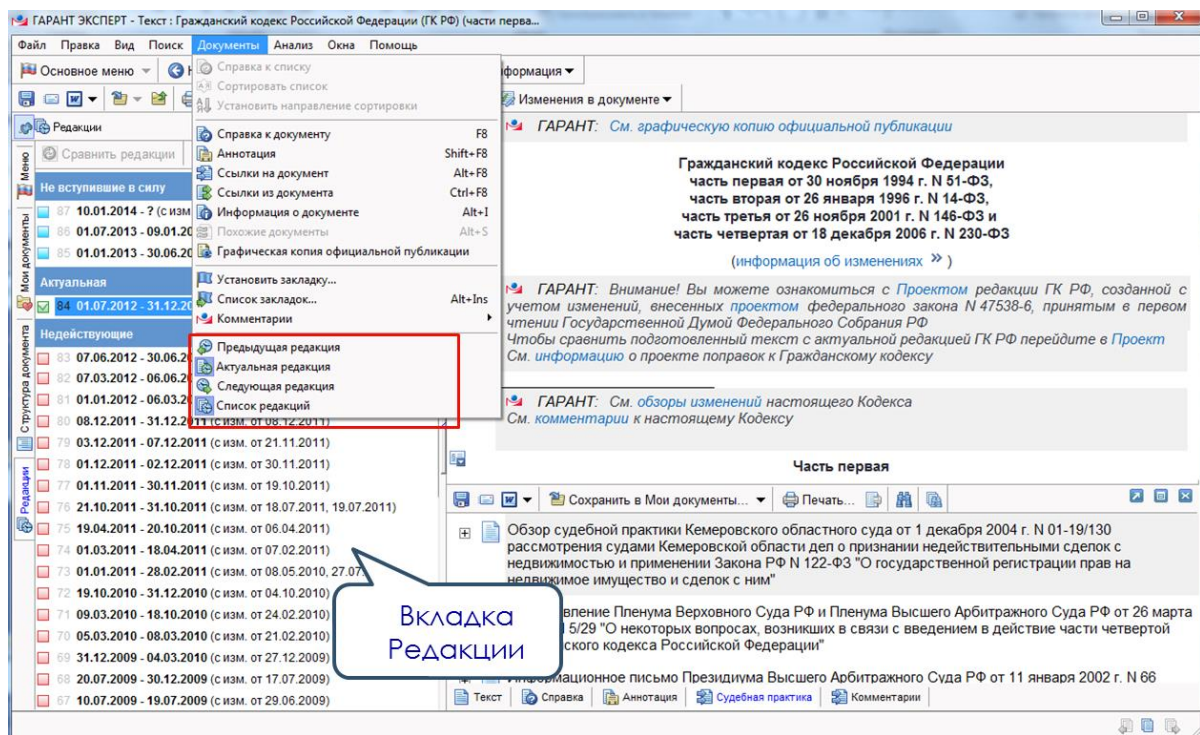 ГАРАНТ ЭКСПЕРТ - Текст : Гражданский кодекс Российской Федерации (ГК РФ) (части перва...
Файл Правка Вид Поиск Документы Анализ Окна Помощь
Основное меню
Н
формация
Справка к списку
Сортировать список
Установить направление сортировки
Справка к документу F8
Аннотация Shift+F8
Ссылки на документ Alt+F8
Ссылки из документа Ctrl+F8
Информация о документе Alt+I
Похожие документы Alt+S
Графическая копия официальной публикации
Установить закладку...
Список закладок... Alt+Ins
Комментарии
Предыдущая редакция
Актуальная редакция
Следующая редакция
Список редакций
Меню
Мои документы
Структура документа
Редакции
Редакции
Сравнить редакции
Не вступившие в силу
87 10.01.2014 - ? (с изм
86 01.07.2013 - 09.01.20
85 01.01.2013 - 30.06.20
Актуальная
84 01.07.2012 - 31.12.20
Недействующие
83 07.06.2012 - 30.06.20
82 07.03.2012 - 06.06.20
81 01.01.2012 - 06.03.20
80 08.12.2011 - 31.12.2011 (с изм. от 08.12.2011)
79 03.12.2011 - 07.12.2011 (с изм. от 21.11.2011)
78 01.12.2011 - 02.12.2011 (с изм. от 30.11.2011)
77 01.11.2011 - 30.11.2011 (с изм. от 19.10.2011)
76 21.10.2011 - 31.10.2011 (с изм. от 18.07.2011, 19.07.2011)
75 19.04.2011 - 20.10.2011 (с изм. от 06.04.2011)
74 01.03.2011 - 18.04.2011 (с изм. от 07.02.2011)
73 01.01.2011 - 28.02.2011 (с изм. от 08.05.2010, 27.07.
72 19.10.2010 - 31.12.2010 (с изм. от 04.10.2010)
71 09.03.2010 - 18.10.2010 (с изм. от 24.02.2010)
70 05.03.2010 - 08.03.2010 (с изм. от 21.02.2010)
69 31.12.2009 - 04.03.2010 (с изм. от 27.12.2009)
68 20.07.2009 - 30.12.2009 (с изм. от 17.07.2009)
67 10.07.2009 - 19.07.2009 (с изм. от 29.06.2009)
Вкладка
Редакции
Изменения в документе
ГАРАНТ: См. графическую копию официальной публикации
Гражданский кодекс Российской Федерации
часть первая от 30 ноября 1994 г. N 51-ФЗ,
часть вторая от 26 января 1996 г. N 14-ФЗ,
часть третья от 26 ноября 2001 г. N 146-ФЗ и
часть четвертая от 18 декабря 2006 г. N 230-ФЗ
(информация об изменениях » )
ГАРАНТ: Внимание! Вы можете ознакомиться с Проектом редакции ГК РФ, созданной с
учетом изменений, внесенных проектом федерального закона N 47538-6, принятым в первом
чтении Государственной Думой Федерального Собрания РФ
Чтобы сравнить подготовленный текст с актуальной редакцией ГК РФ перейдите в Проект
См. информацию о проекте поправок к Гражданскому кодексу
ГАРАНТ: См. обзоры изменений настоящего Кодекса
См. комментарии к настоящему Кодексу
Часть первая
Сохранить в Мои документы... Печать...
Обзор судебной практики Кемеровского областного суда от 1 декабря 2004 г. N 01-19/130
рассмотрения судами Кемеровской области дел о признании недействительными сделок с
недвижимостью и применении Закона РФ N 122-ФЗ "О государственной регистрации прав на
недвижимое имущество и сделок с ним"
вление Пленума Верховного Суда РФ и Пленума Высшего Арбитражного Суда РФ от 26 марта
5/29 "О некоторых вопросах, возникших в связи с введением в действие части четвертой
ского кодекса Российской Федерации"
Информационное письмо Президиума Высшего Арбитражного Суда РФ от 11 января 2002 г. N 66
Текст Справка Аннотация Судебная практика Комментарии